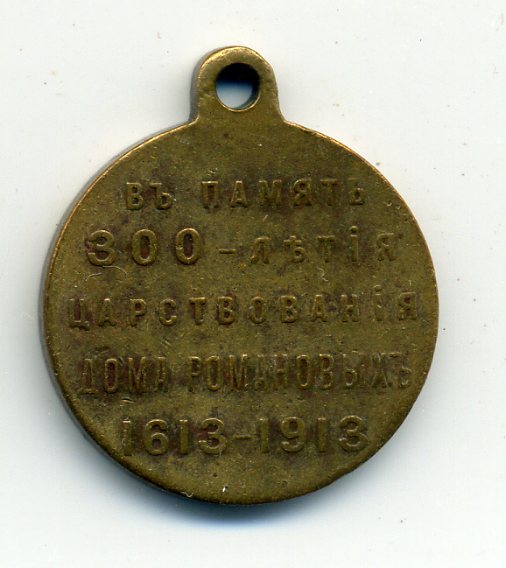 ВЪ ПАМЯТЬ
300-ЛѢТІЯ
ЦАРСТВОВАНІЯ
ДОМА РОМАНОВЫХЪ
1613-1913